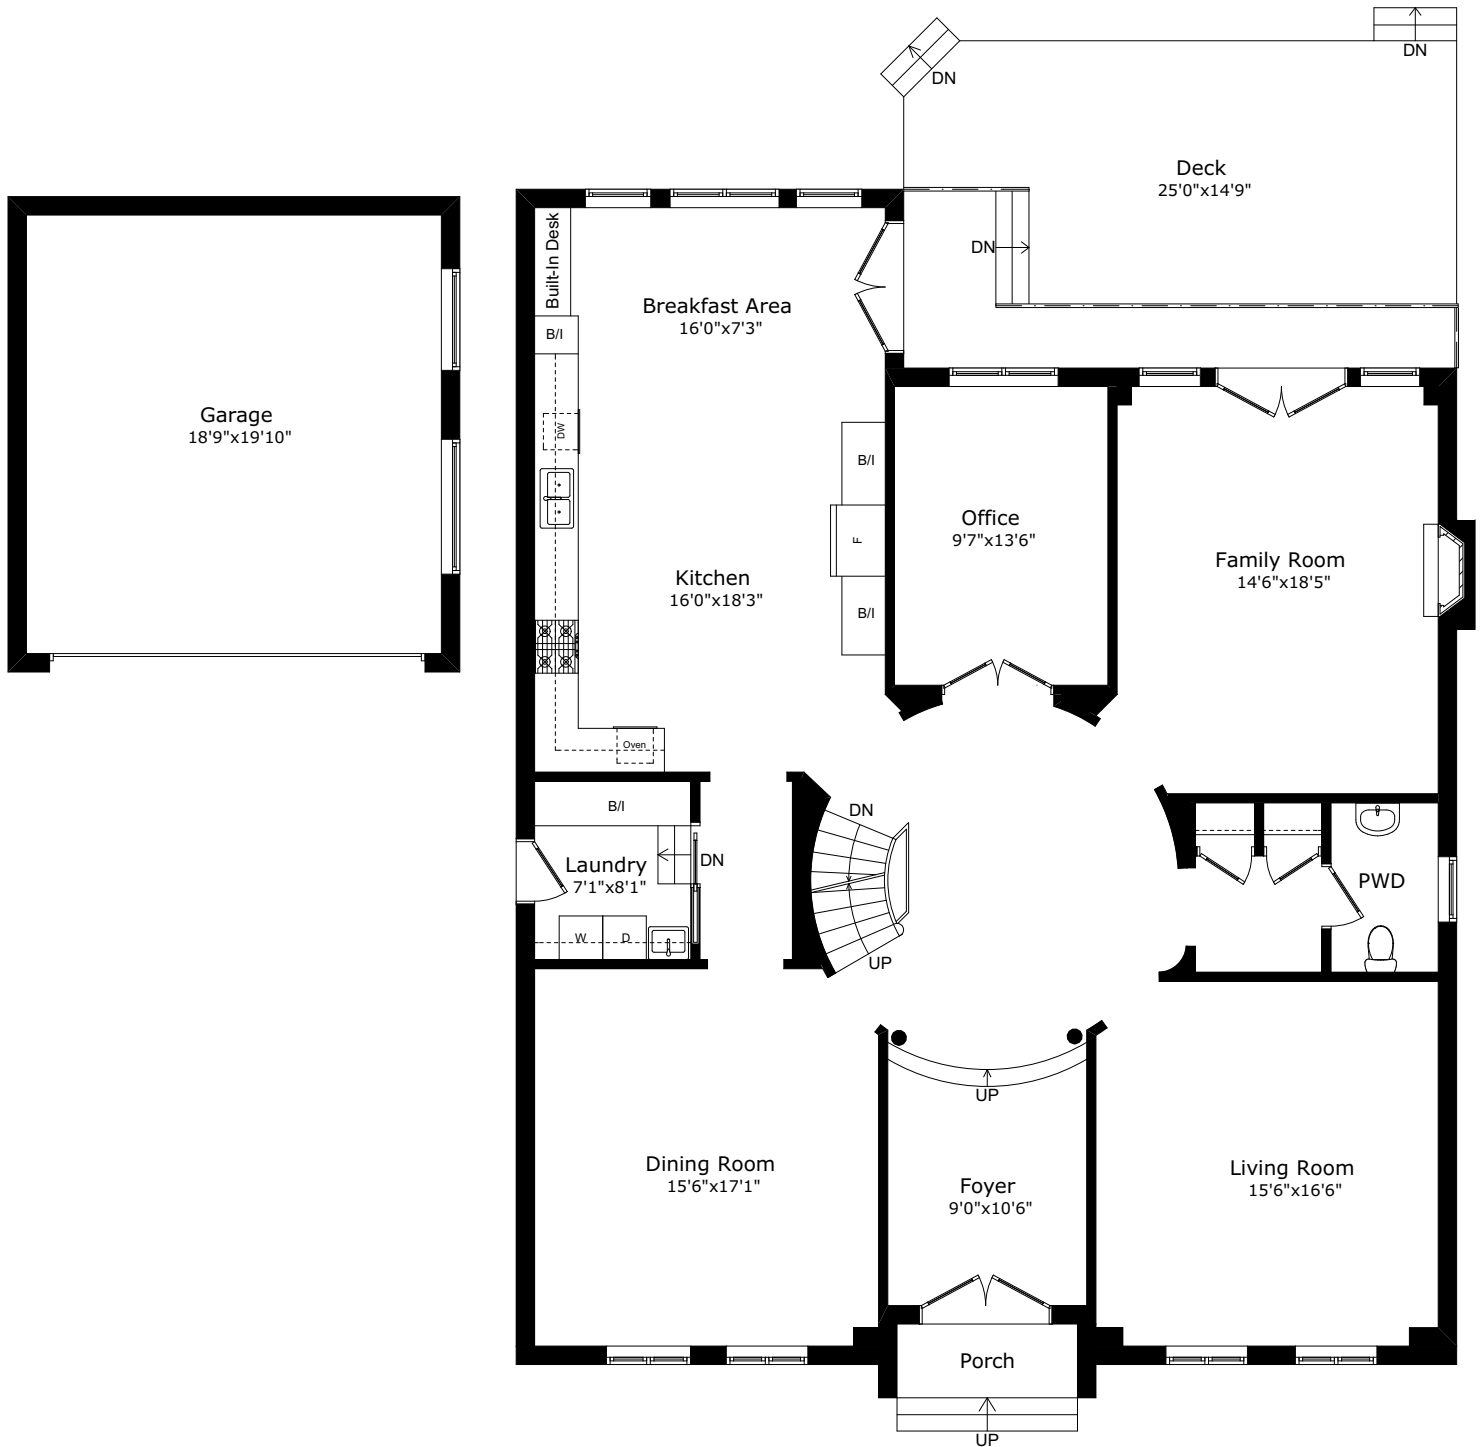 DN
DN
Deck
25'0"x14'9"
DN
Built-In Desk
Breakfast Area
16'0"x7'3"
B/I
Garage
18'9"x19'10"
DW
B/I
Office
9'7"x13'6"
F
Family Room
14'6"x18'5"
Kitchen
16'0"x18'3"
B/I
Oven
B/I
DN
Laundry
7'1"x8'1"
DN
PWD
W
D
UP
UP
Dining Room
15'6"x17'1"
Foyer
9'0"x10'6"
Living Room
15'6"x16'6"
Porch
UP